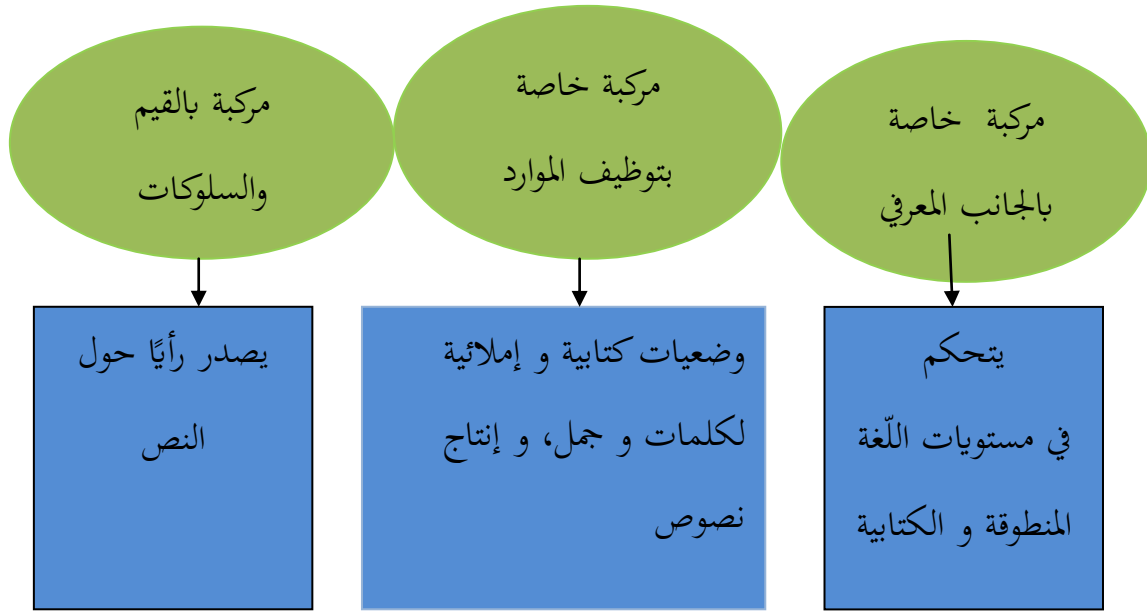 مركبة خاصة
بالجانب المعرفي
مركبة خاصة
بتوظيف الموارد
مركبة بالقيم
والسلوكات
يتحكم
في مستويات اللّغة
المنطوقة و الكتابية
وضعيات كتابية و إملائية
لكلمات و جمل، و إنتاج
نصوص
يصدر رأيًا حول
النص